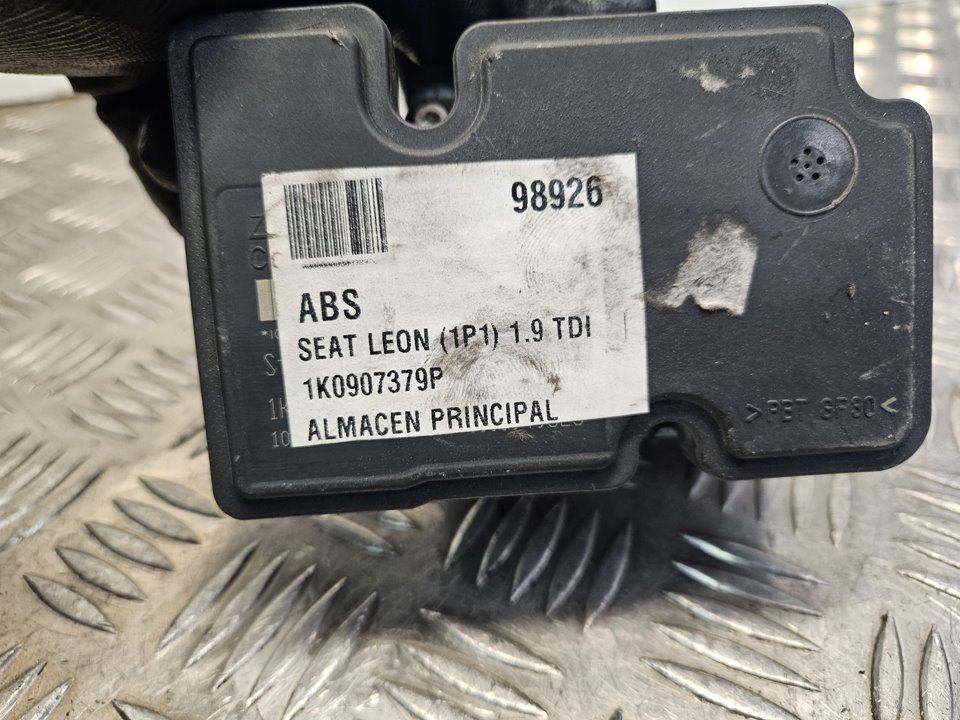 98926
ABS
SEAT LEON (1P1) 1.9 TDI
1K0907379P
ALMACEN PRINCIPAL
>PBT GF30<